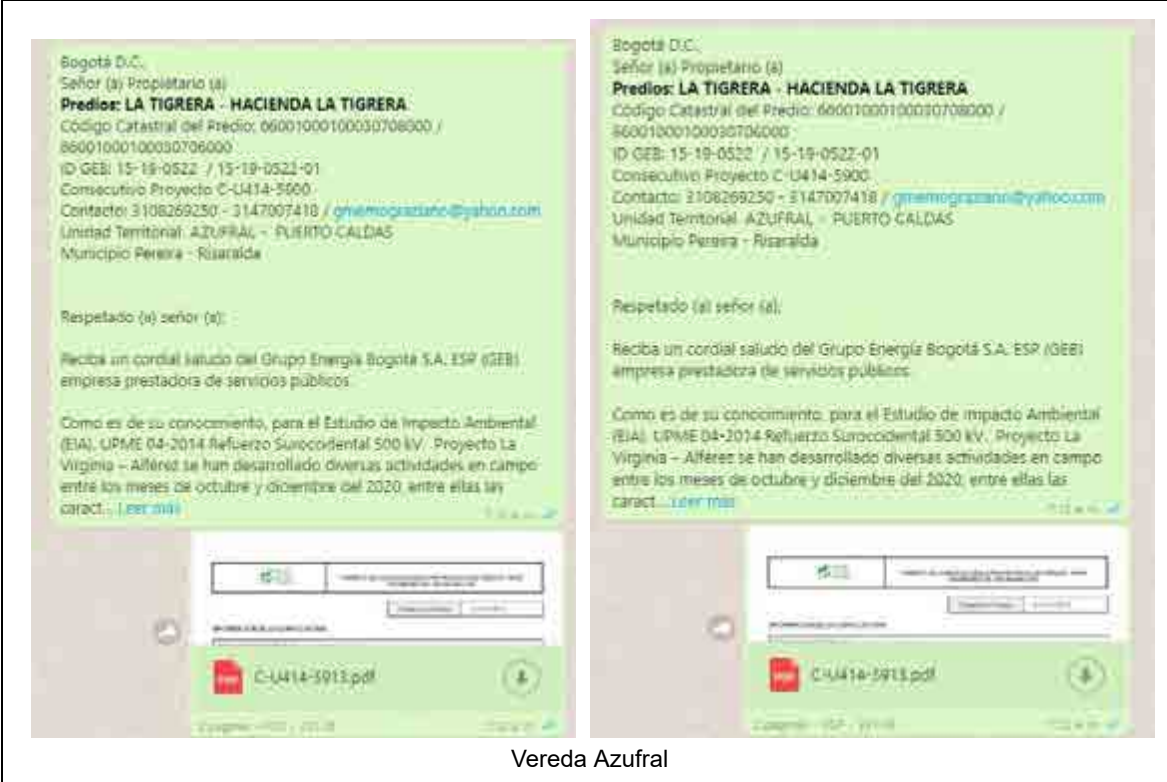 Bogotá D.C.,
Señor (a) Propietario (a)
Predios: LA TIGRERA - HACIENDA LA TIGRERA
Código Catastral del Predio: 66001000100030708000 /
66001000100030706000
ID GEB: 15-19-0522 / 15-19-0522-01
Consecutivo Proyecto C-U414-5900
Contacto: 3108269250 - 3147007418 /
Unidad Territorial AZUFRAL - PUERTO CALDAS
Municipio Pereira - Risaralda
Respetado (a) señor (a);
Reciba un cordial saludo del Grupo Energía Bogotá S.A. ESP (GEB)
empresa prestadora de servicios públicos.
Como es de su conocimiento, para el Estudio de Impacto Ambiental
(EIA), UPME 04-2014 Refuerzo Suroccidental 500 kV. Proyecto La
Virginia – Alférez se han desarrollado diversas actividades en campo
entre los meses de octubre y diciembre del 2020, entre ellas las
caract... Leer más
C-U414-5913.pdf
Bogotá D.C.,
Señor (a) Propietario (a)
Predios: LA TIGRERA - HACIENDA LA TIGRERA
Código Catastral del Predio: 66001000100030708000 /
66001000100030706000
ID GEB: 15-19-0522 / 15-19-0522-01
Consecutivo Proyecto C-U414-5900
Contacto: 3108269250 - 3147007418 /
Unidad Territorial AZUFRAL - PUERTO CALDAS
Municipio Pereira - Risaralda
Respetado (a) señor (a);
Reciba un cordial saludo del Grupo Energía Bogotá S.A. ESP (GEB)
empresa prestadora de servicios públicos.
Como es de su conocimiento, para el Estudio de Impacto Ambiental
(EIA), UPME 04-2014 Refuerzo Suroccidental 500 kV. Proyecto La
Virginia – Alférez se han desarrollado diversas actividades en campo
entre los meses de octubre y diciembre del 2020, entre ellas las
caract... Leer más
C-U414-5913.pdf
Vereda Azufral